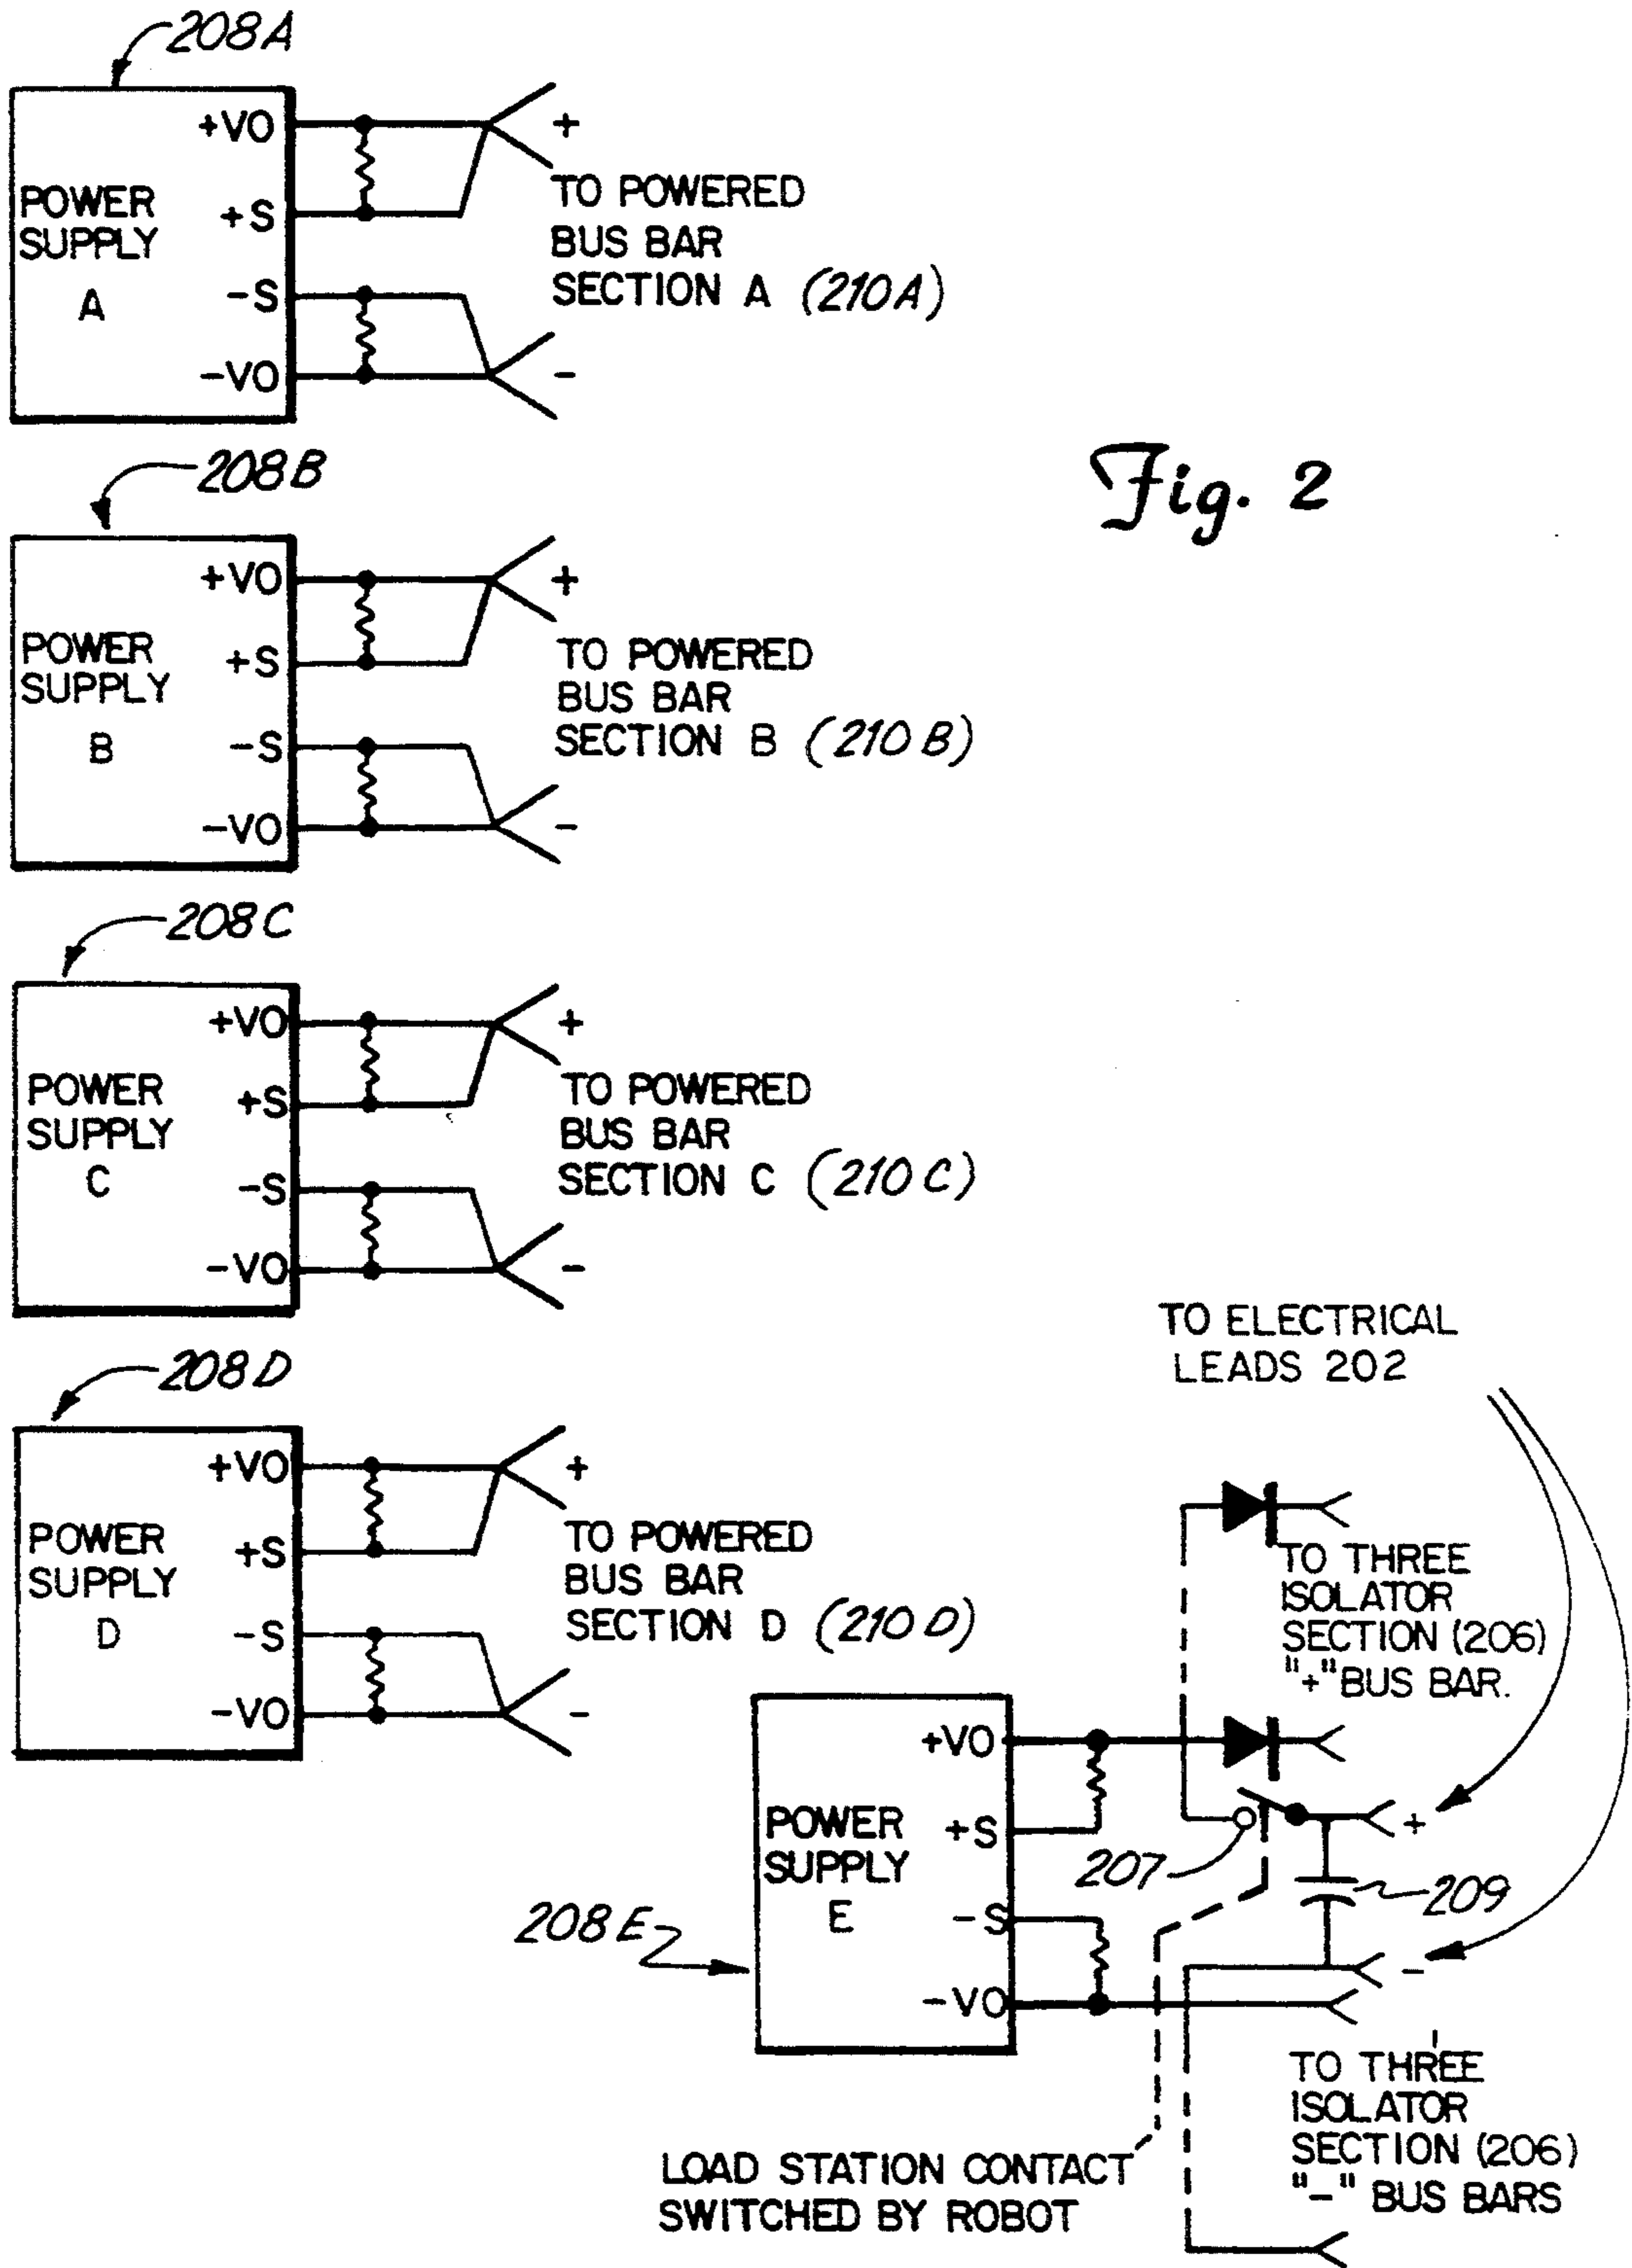 208A
+VO
+
POWER
SUPPLY
A
+S
TO POWERED
BUS BAR
SECTION A (210A)
-S
-VO
-
208B
Fig. 2
+VO
+
POWER
SUPPLY
B
+S
TO POWERED
BUS BAR
SECTION B (210B)
-S
-VO
-
208C
+VO
+
POWER
SUPPLY
C
+S
TO POWERED
BUS BAR
SECTION C (210C)
-S
-VO
-
TO ELECTRICAL
LEADS 202
208D
+VO
+
POWER
SUPPLY
D
+S
TO POWERED
BUS BAR
SECTION D (210D)
-S
-VO
-
TO THREE
ISOLATOR
SECTION (206)
"+" BUS BAR.
208E
POWER
SUPPLY
E
+VO
+S
-S
-VO
207
+
209
-
TO THREE
ISOLATOR
SECTION (206)
"-" BUS BARS
LOAD STATION CONTACT
SWITCHED BY ROBOT